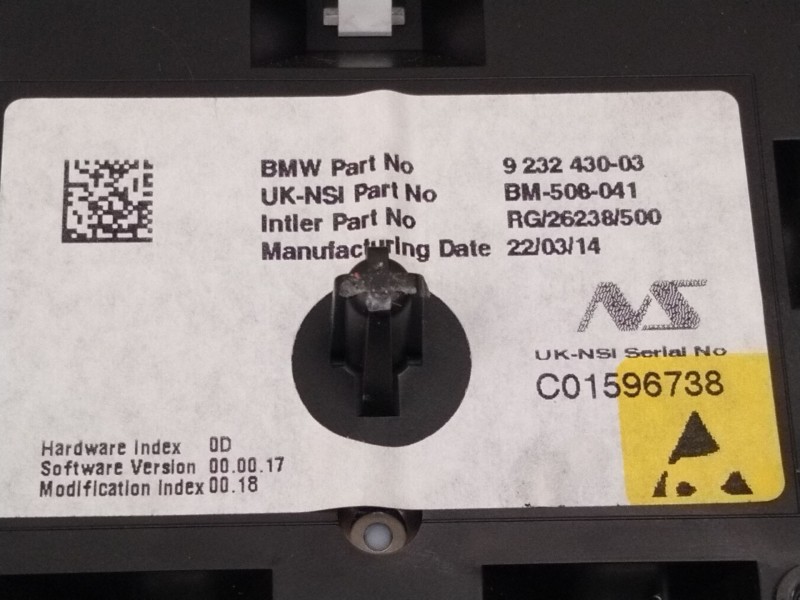 BMW Part No 9 232 430-03
UK-NSI Part No BM-508-041
Intier Part No RG/26238/500
Manufacturing Date 22/03/14
NS
UK-NSI Serial No
C01596738
Hardware Index 0D
Software Version 00.00.17
Modification Index 00.18